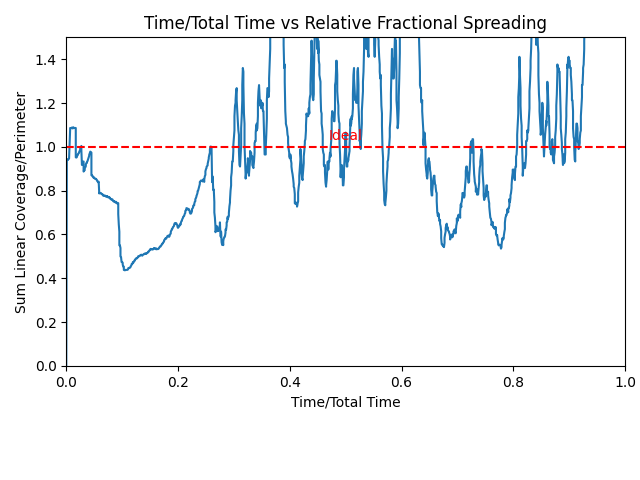 Time/Total Time vs Relative Fractional Spreading
Sum Linear Coverage/Perimeter
1.4
1.2
1.0
0.8
0.6
0.4
0.2
0.0
Ideal
0.0 0.2 0.4 0.6 0.8 1.0
Time/Total Time